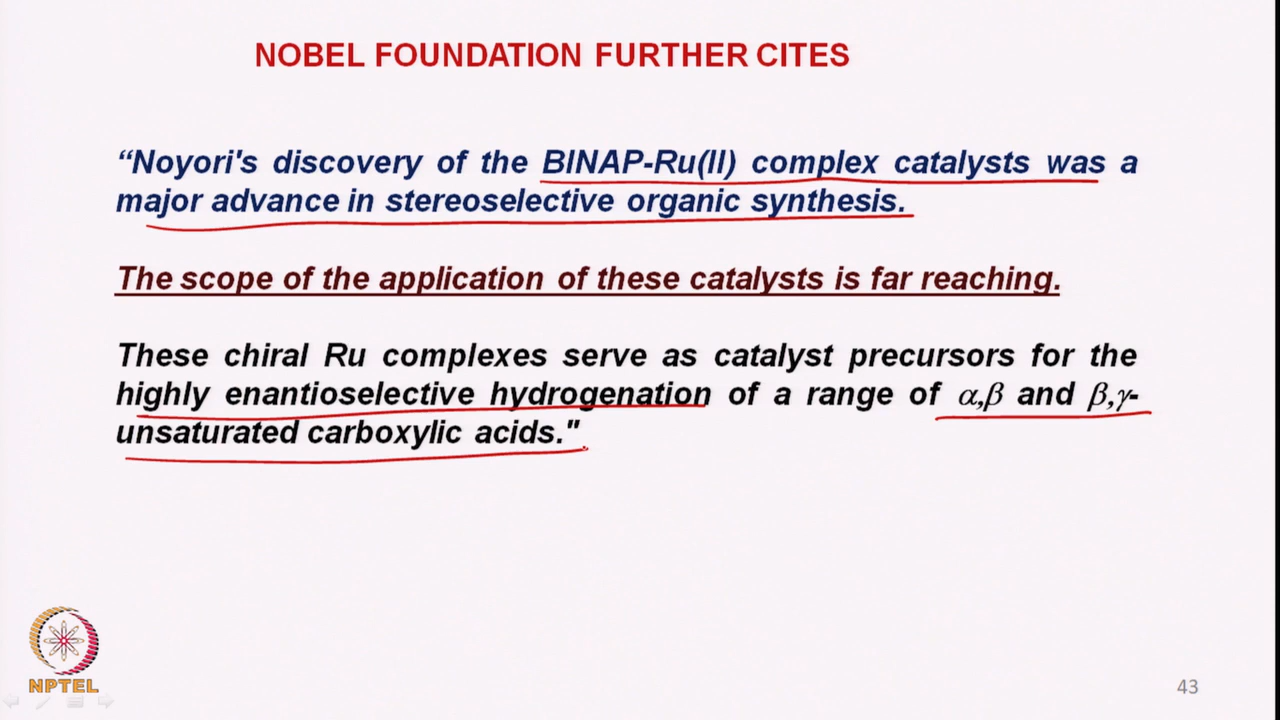 NOBEL FOUNDATION FURTHER CITES
“Noyori's discovery of the BINAP-Ru(II) complex catalysts was a
major advance in stereoselective organic synthesis.
The scope of the application of these catalysts is far reaching.
These chiral Ru complexes serve as catalyst precursors for the
highly enantioselective hydrogenation of a range of α,β and β,γ-
unsaturated carboxylic acids."
NPTEL
43